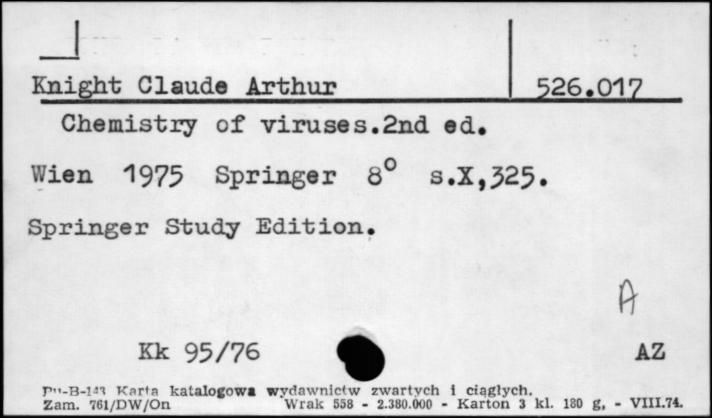 Knight Claude Arthur 526.017
Chemistry of viruses.2nd ed.
Wien 1975 Springer 8° s.X,325.
Springer Study Edition.
A
Kk 95/76 AZ
Pu-B-143 Karta katalogowa wydawnictw zwartych i ciągłych.
Zam. 761/DW/On Wrak 558 - 2.380.000 - Karton 3 kl. 180 g, - VIII.74.